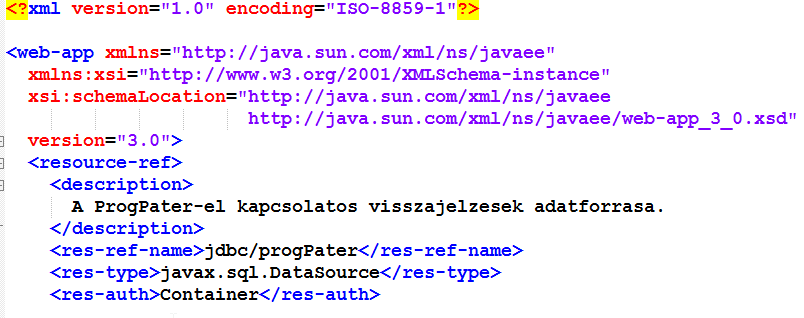 <?xml version="1.0" encoding="ISO-8859-1"?>
<web-app xmlns="http://java.sun.com/xml/ns/javaee"
xmlns:xsi="http://www.w3.org/2001/XMLSchema-instance"
xsi:schemaLocation="http://java.sun.com/xml/ns/javaee
http://java.sun.com/xml/ns/javaee/web-app_3_0.xsd"
version="3.0">
<resource-ref>
<description>
A ProgPater-el kapcsolatos visszajelzesek adatforrasa.
</description>
<res-ref-name>jdbc/progPater</res-ref-name>
<res-type>javax.sql.DataSource</res-type>
<res-auth>Container</res-auth>